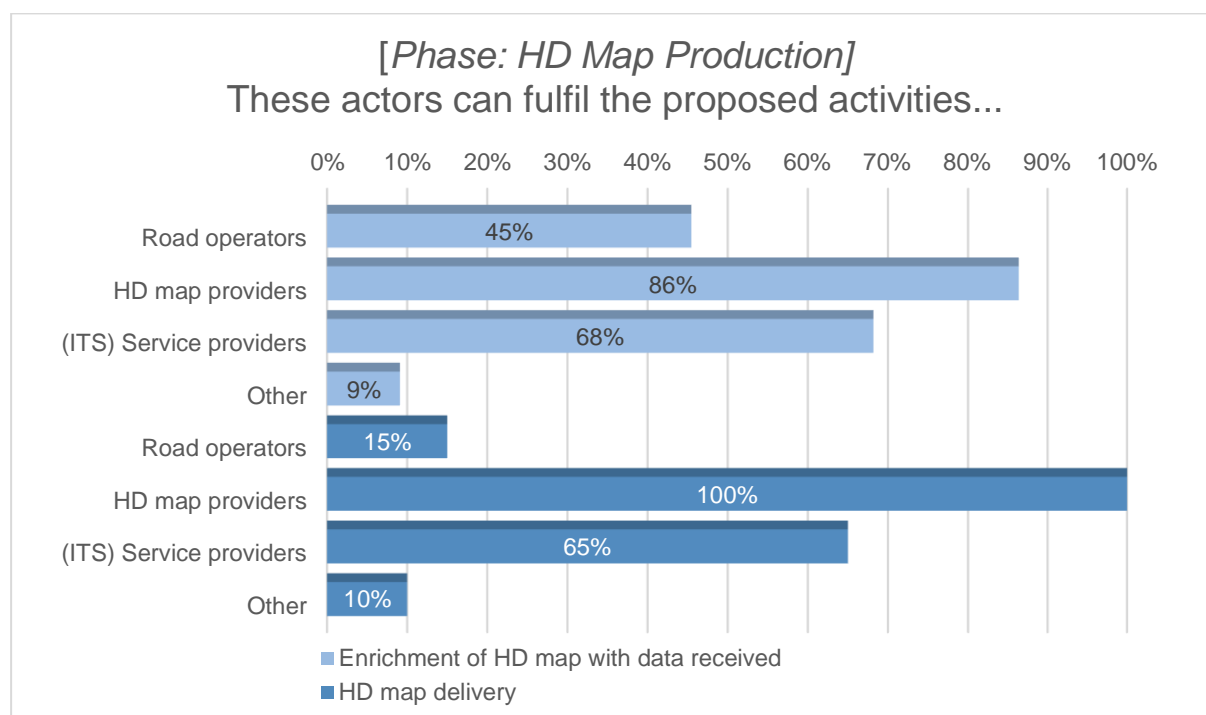 [Phase: HD Map Production]
These actors can fulfil the proposed activities...
0% 10% 20% 30% 40% 50% 60% 70% 80% 90% 100%
Road operators 45%
HD map providers 86%
(ITS) Service providers 68%
Other 9%
Road operators 15%
HD map providers 100%
(ITS) Service providers 65%
Other 10%
Enrichment of HD map with data received
HD map delivery